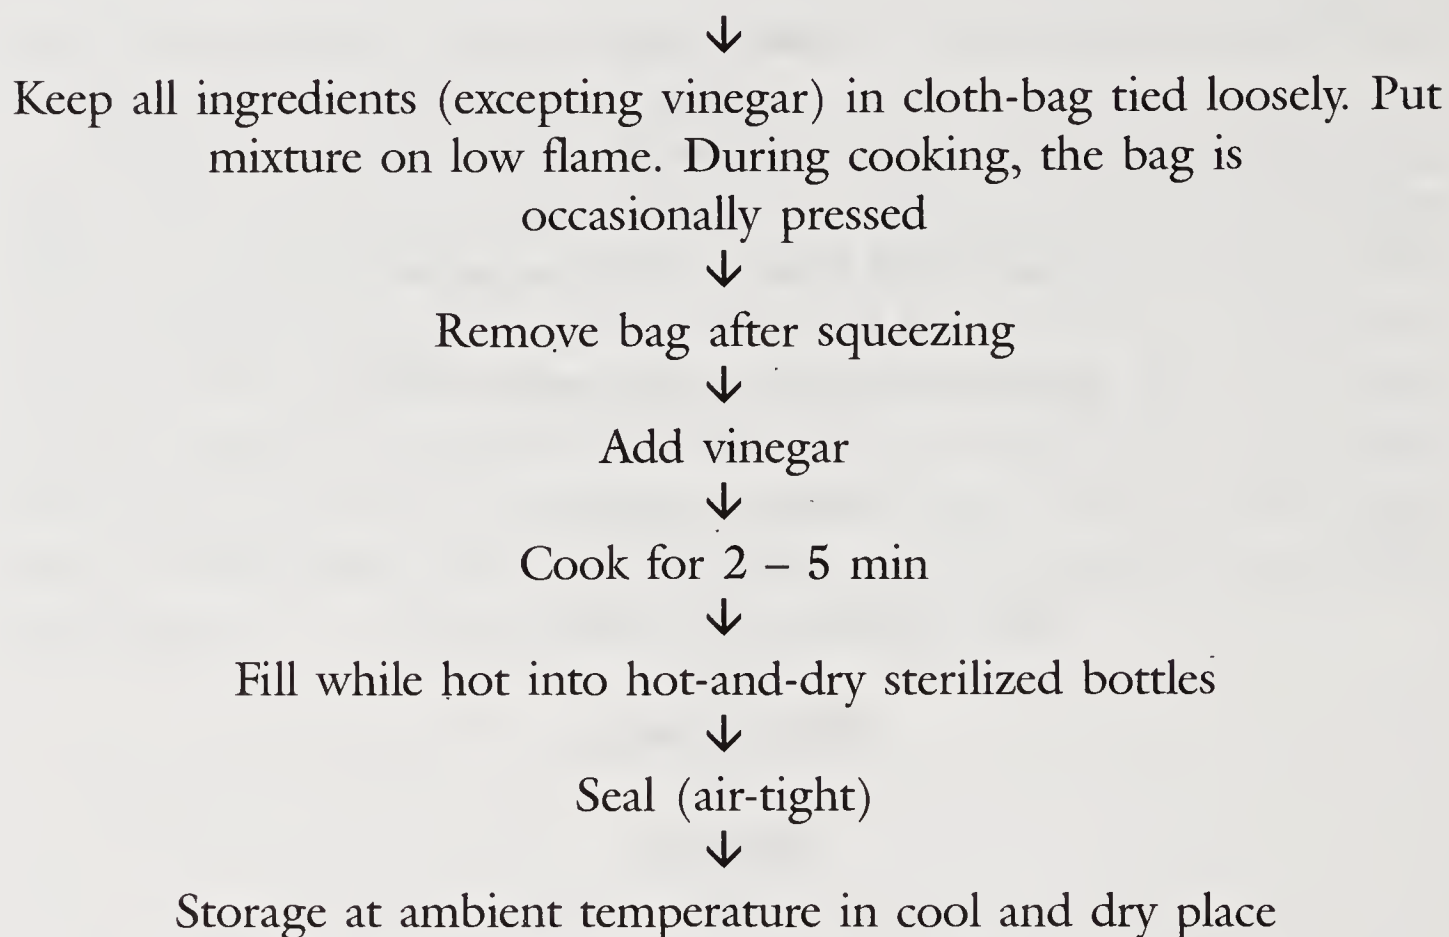 ↓
Keep all ingredients (excepting vinegar) in cloth-bag tied loosely. Put
mixture on low flame. During cooking, the bag is
occasionally pressed
↓
Remove bag after squeezing
↓
Add vinegar
↓
Cook for 2 – 5 min
↓
Fill while hot into hot-and-dry sterilized bottles
↓
Seal (air-tight)
↓
Storage at ambient temperature in cool and dry place